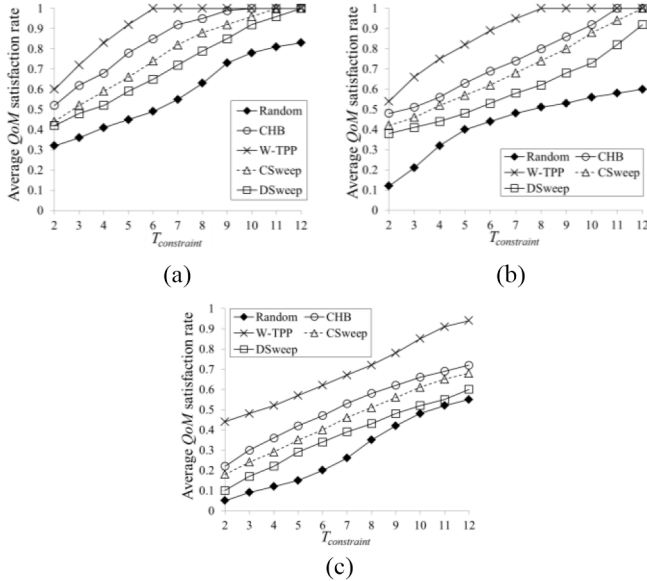 Average QoM satisfaction rate
1
0.9
0.8
0.7
0.6
0.5
0.4
0.3
0.2
0.1
0
Random
CHB
W-TPP
CSweep
DSweep
2 3 4 5 6 7 8 9 10 11 12
Tconstraint
(a)
Average QoM satisfaction rate
1
0.9
0.8
0.7
0.6
0.5
0.4
0.3
0.2
0.1
0
Random CHB
W-TPP CSweep
DSweep
2 3 4 5 6 7 8 9 10 11 12
Tconstraint
(b)
Average QoM satisfaction rate
1
0.9
0.8
0.7
0.6
0.5
0.4
0.3
0.2
0.1
0
Random CHB
W-TPP CSweep
DSweep
2 3 4 5 6 7 8 9 10 11 12
Tconstraint
(c)